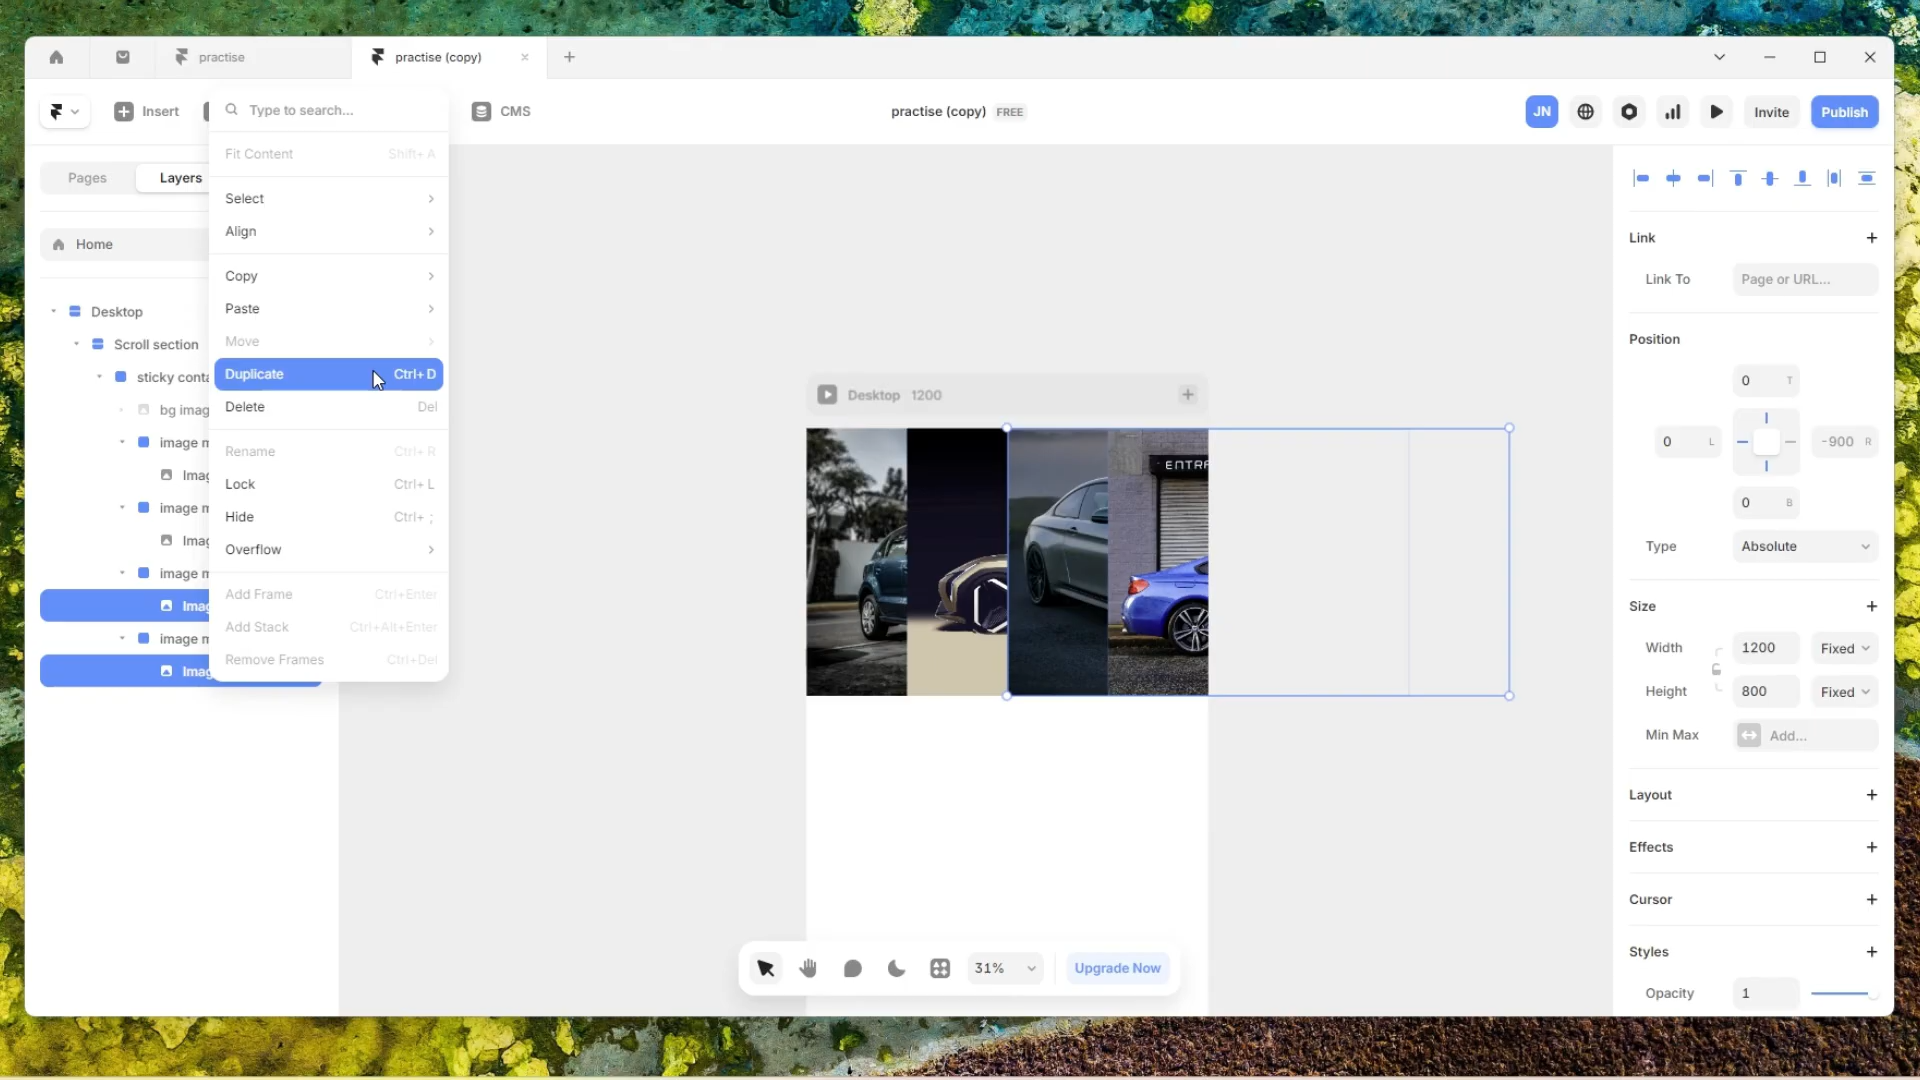 practise
practise (copy)
Insert
Type to search...
CMS
practise (copy) FREE
JN
Invite
Publish
Pages
Layers
Home
Desktop
Scroll section
sticky conta
bg imag
image m
Imag
image m
Imag
image m
Imag
image m
Imag
Fit Content Shift+ A
Select
Align
Copy
Paste
Move
Duplicate Ctrl+ D
Delete Del
Rename Ctrl+ R
Lock Ctrl+ L
Hide Ctrl+ ;
Overflow
Add Frame Ctrl+Enter
Add Stack Ctrl+Alt+Enter
Remove Frames Ctrl+Del
Desktop 1200
ENTR
31%
Upgrade Now
Link
Link To Page or URL...
Position
0 T
0 L
-900 R
0 B
Type Absolute
Size
Width 1200 Fixed
Height 800 Fixed
Min Max Add...
Layout
Effects
Cursor
Styles
Opacity 1